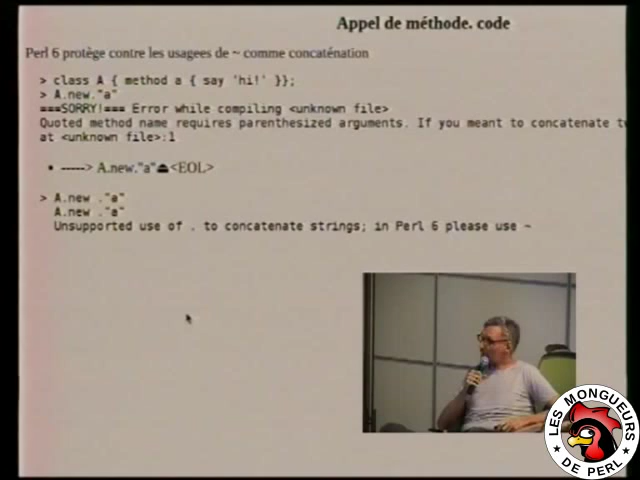 Appel de méthode. code
Perl 6 protège contre les usagees de ~ comme concaténation
> class A { method a { say 'hi!' }};
> A.new."a"
===SORRY!=== Error while compiling <unknown file>
Quoted method name requires parenthesized arguments. If you meant to concatenate
at <unknown file>:1
• -----> A.new."a"⏏<EOL>
> A.new ."a"
A.new ."a"
Unsupported use of . to concatenate strings; in Perl 6 please use ~
LES MONGUEURS
★ DE PERL ★